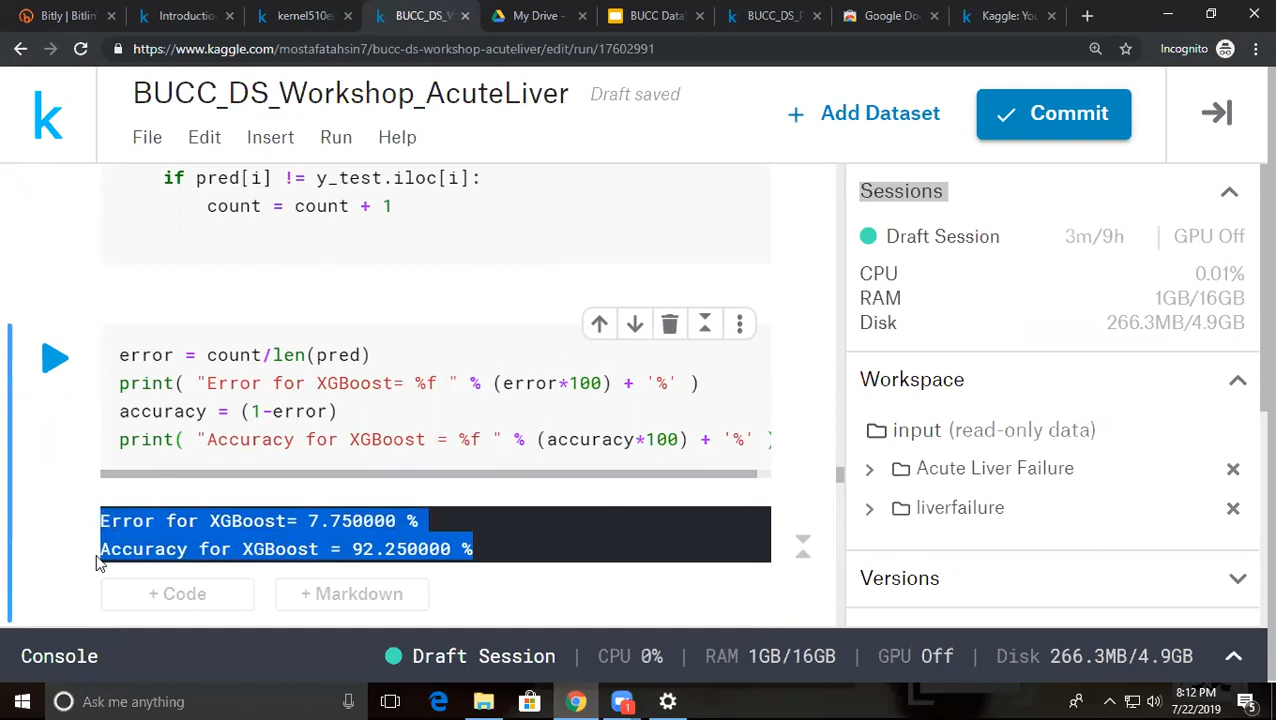 Bitly | Bitlin
Introduction
kernel510e
BUCC_DS_W
My Drive -
BUCC Data
BUCC_DS_F
Google Do
Kaggle: You
https://www.kaggle.com/mostafatahsin7/bucc-ds-workshop-acuteliver/edit/run/17602991
Incognito
BUCC_DS_Workshop_AcuteLiver
Draft saved
+ Add Dataset
Commit
File Edit Insert Run Help
if pred[i] != y_test.iloc[i]:
count = count + 1
error = count/len(pred)
print( "Error for XGBoost= %f " % (error*100) + '%' )
accuracy = (1-error)
print( "Accuracy for XGBoost = %f " % (accuracy*100) + '%' )
Error for XGBoost= 7.750000 %
Accuracy for XGBoost = 92.250000 %
+ Code
+ Markdown
Sessions
Draft Session 3m/9h GPU Off
CPU 0.01%
RAM 1GB/16GB
Disk 266.3MB/4.9GB
Workspace
input (read-only data)
Acute Liver Failure
liverfailure
Versions
Console
Draft Session | CPU 0% | RAM 1GB/16GB | GPU Off | Disk 266.3MB/4.9GB
Ask me anything
1
8:12 PM
7/22/2019
5